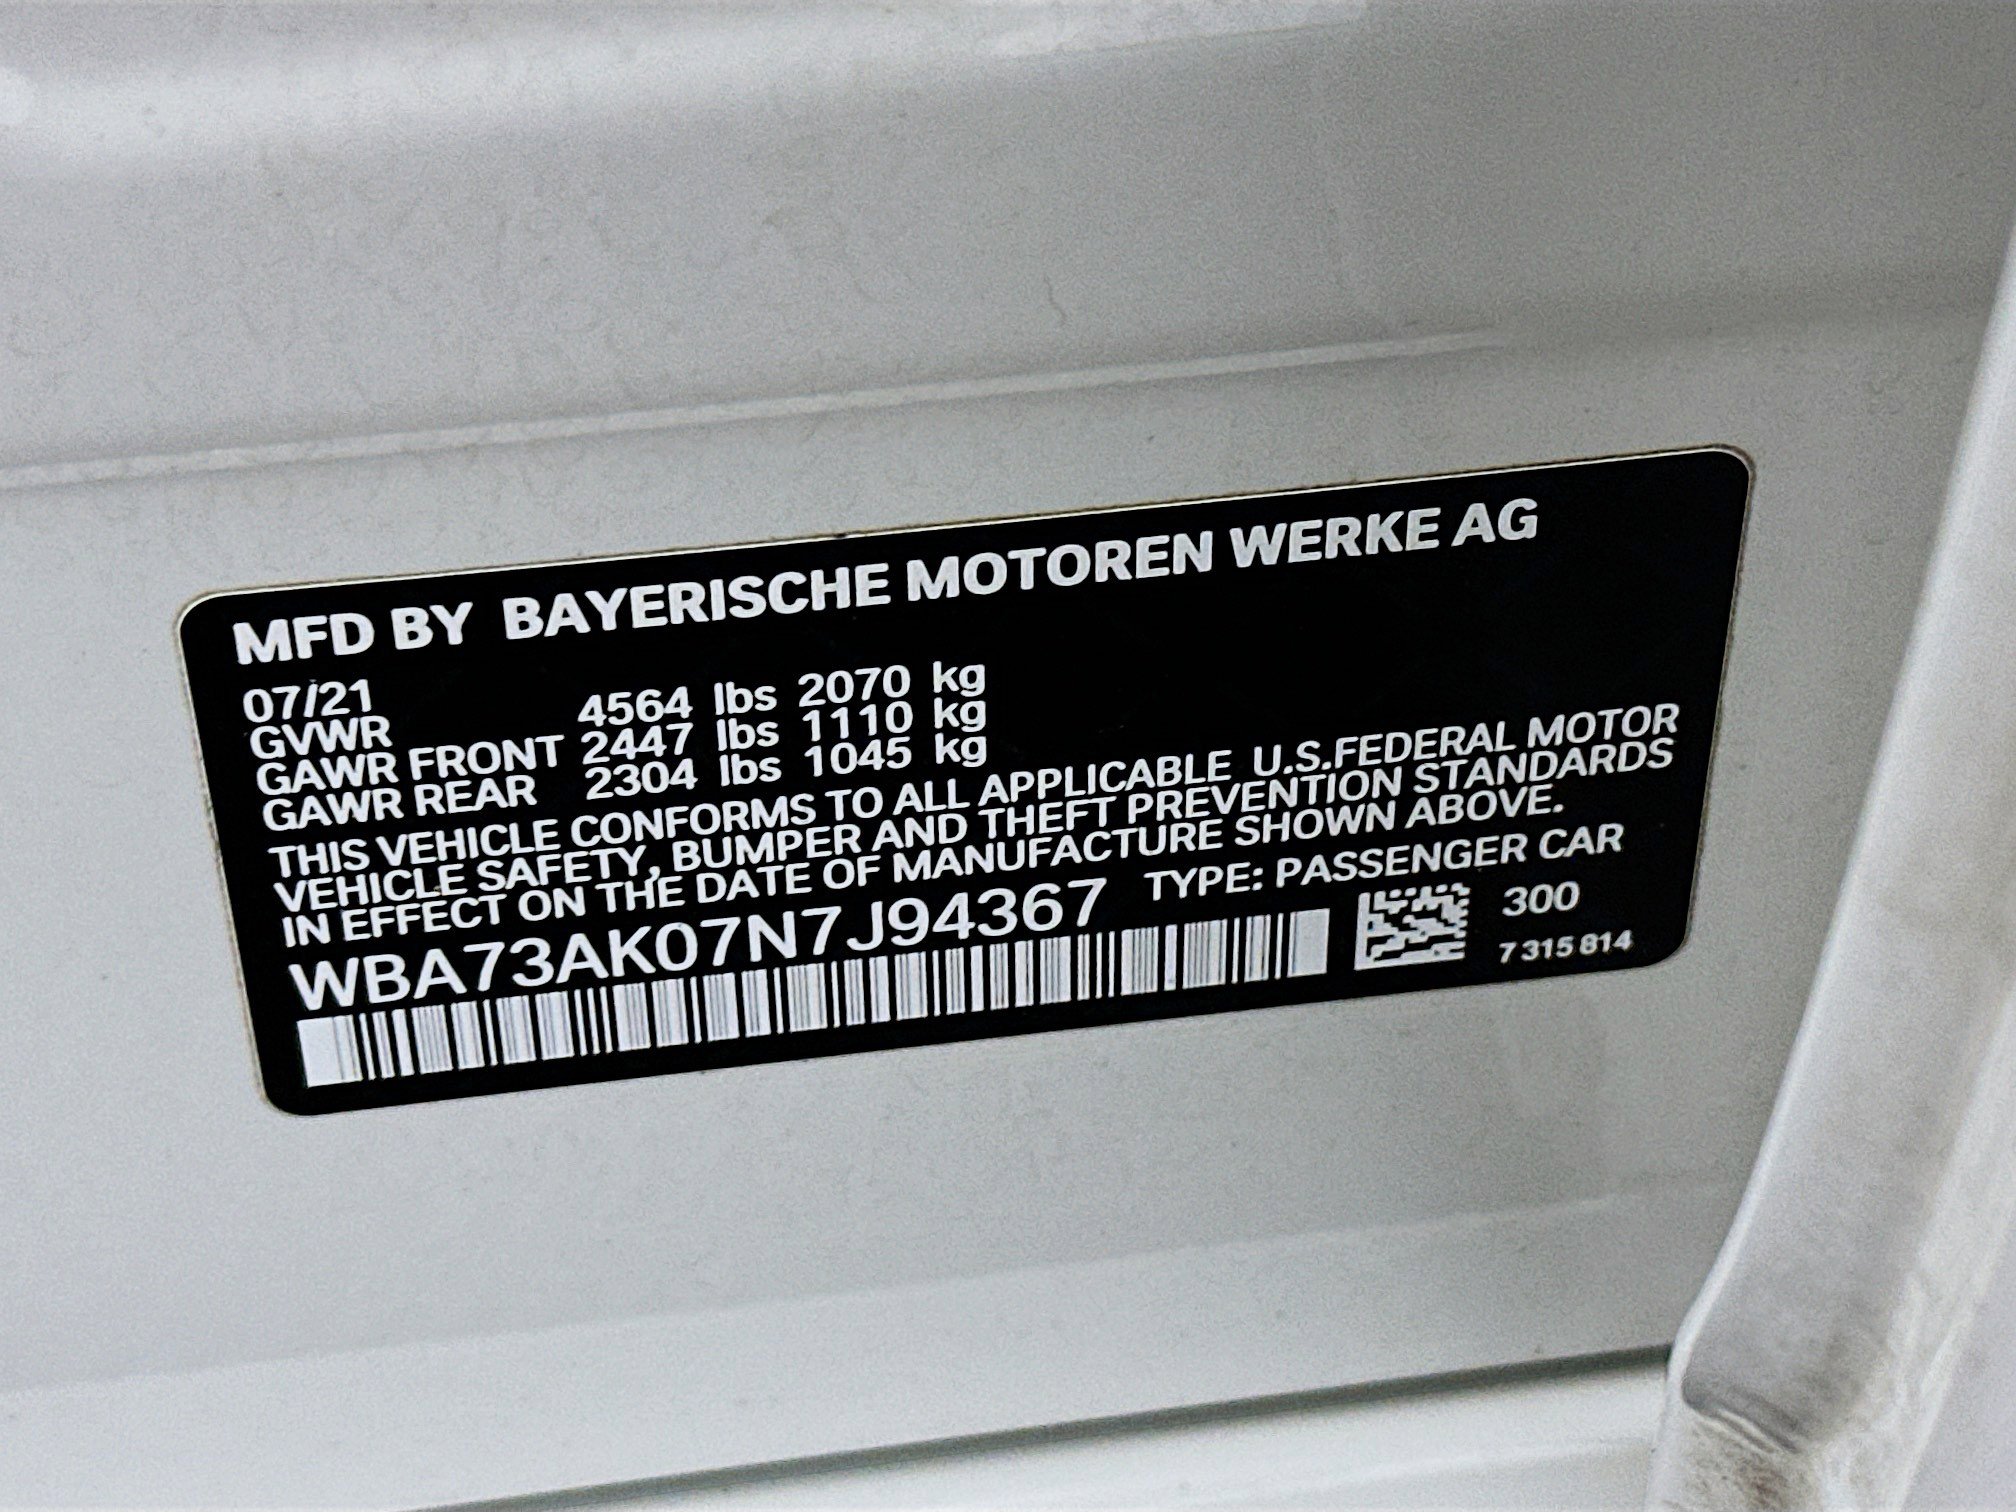 MFD BY BAYERISCHE MOTOREN WERKE AG
07/21
GVWR 4564 lbs 2070 kg
GAWR FRONT 2447 lbs 1110 kg
GAWR REAR 2304 lbs 1045 kg
THIS VEHICLE CONFORMS TO ALL APPLICABLE U.S.FEDERAL MOTOR
VEHICLE SAFETY, BUMPER AND THEFT PREVENTION STANDARDS
IN EFFECT ON THE DATE OF MANUFACTURE SHOWN ABOVE.
WBA73AK07N7J94367 TYPE: PASSENGER CAR
300
7 315 814